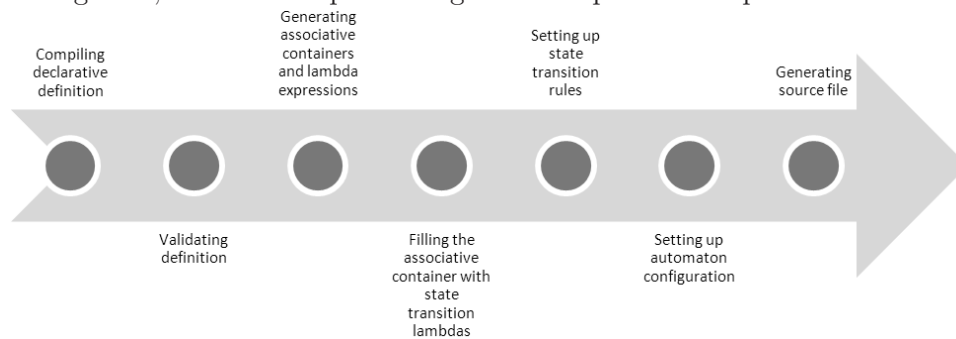 Generating
associative
containers
and lambda
expressions
Setting up
state
transition
rules
Compiling
declarative
definition
Generating
source file
Validating
definition
Filling the
associative
container with
state
transition
lambdas
Setting up
automaton
configuration